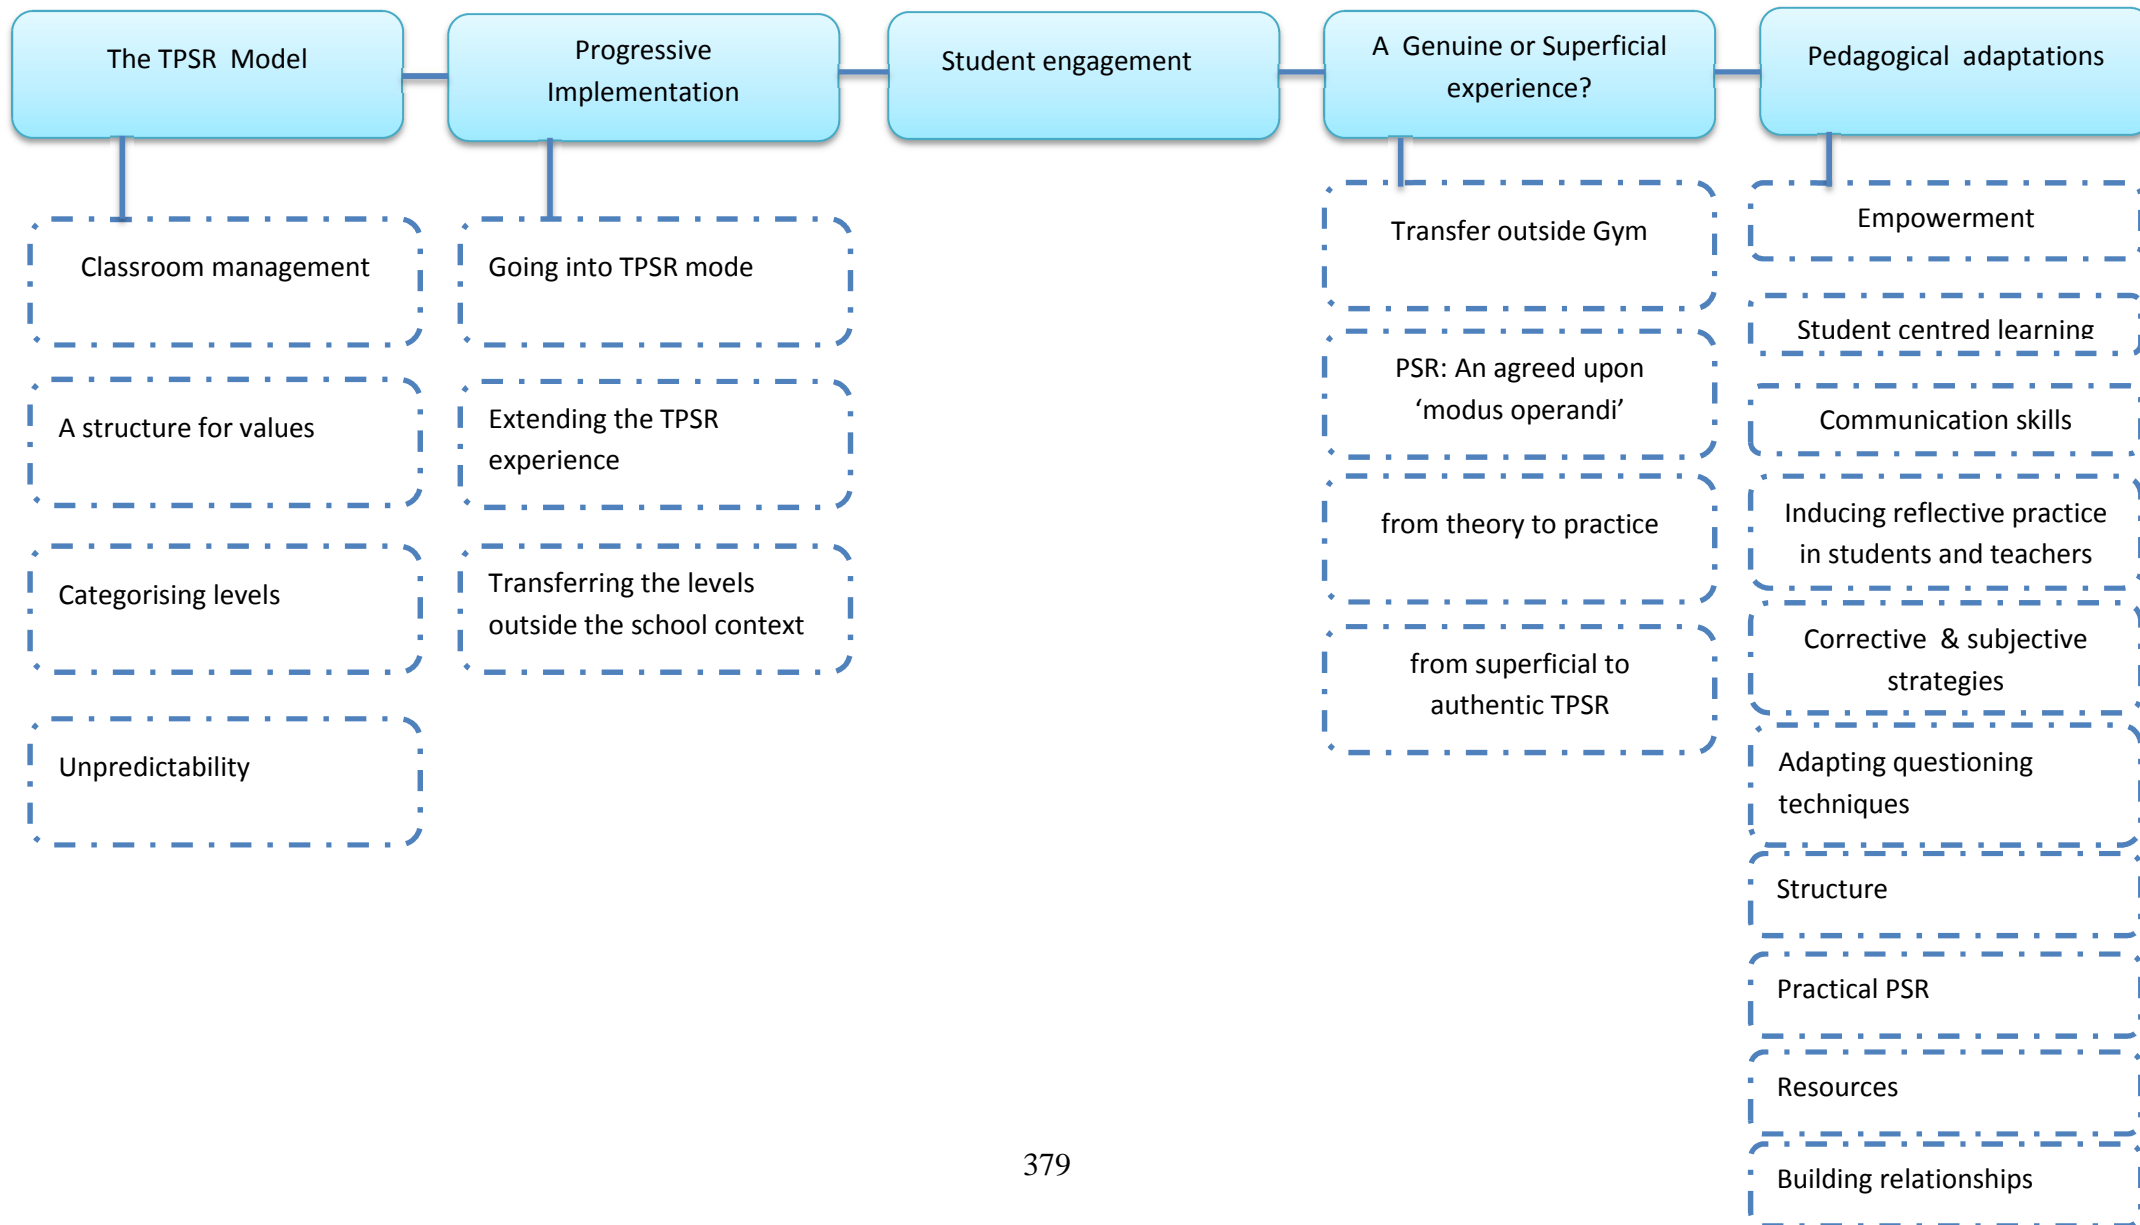 The TPSR Model
Progressive
Implementation
Student engagement
A Genuine or Superficial
experience?
Pedagogical adaptations
Classroom management
A structure for values
Categorising levels
Unpredictability
Going into TPSR mode
Extending the TPSR
experience
Transferring the levels
outside the school context
Transfer outside Gym
PSR: An agreed upon
‘modus operandi’
from theory to practice
from superficial to
authentic TPSR
Empowerment
Student centred learning
Communication skills
Inducing reflective practice
in students and teachers
Corrective & subjective
strategies
Adapting questioning
techniques
Structure
Practical PSR
Resources
Building relationships
379